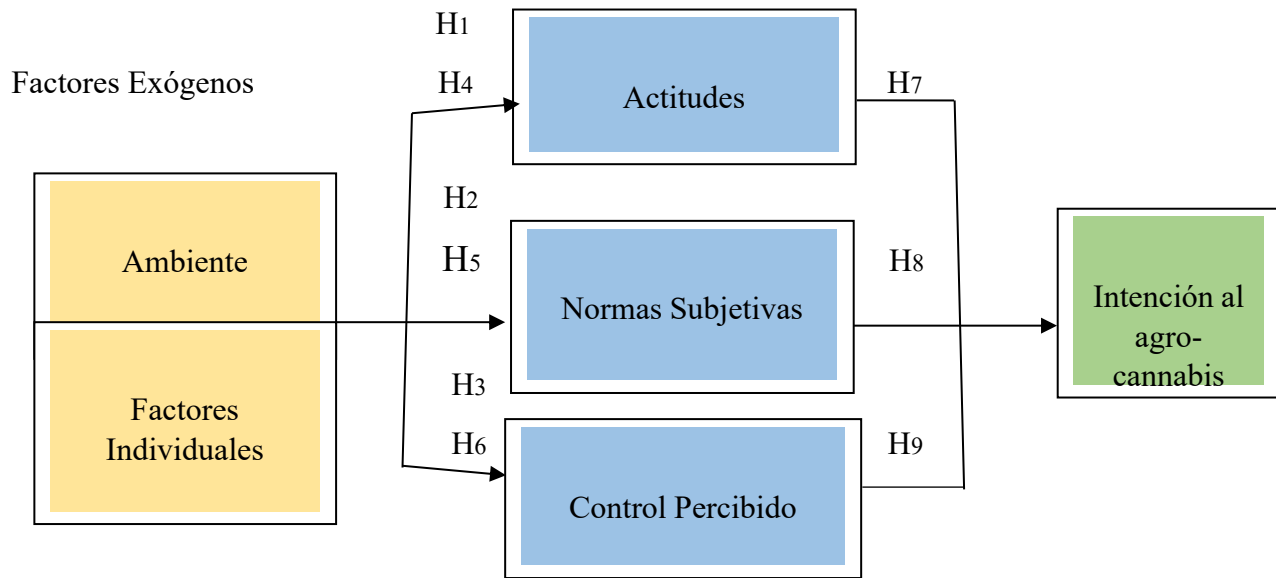 Factores Exógenos
Ambiente
Factores
Individuales
H1
H4
H2
H5
H3
H6
Actitudes
Normas Subjetivas
Control Percibido
H7
H8
H9
Intención al
agro-
cannabis